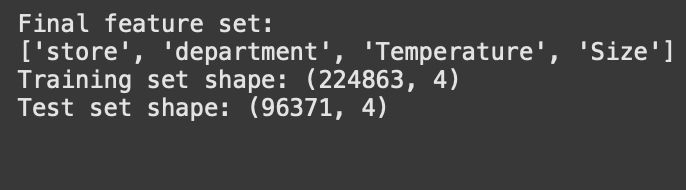 Final feature set:
['store', 'department', 'Temperature', 'Size']
Training set shape: (224863, 4)
Test set shape: (96371, 4)